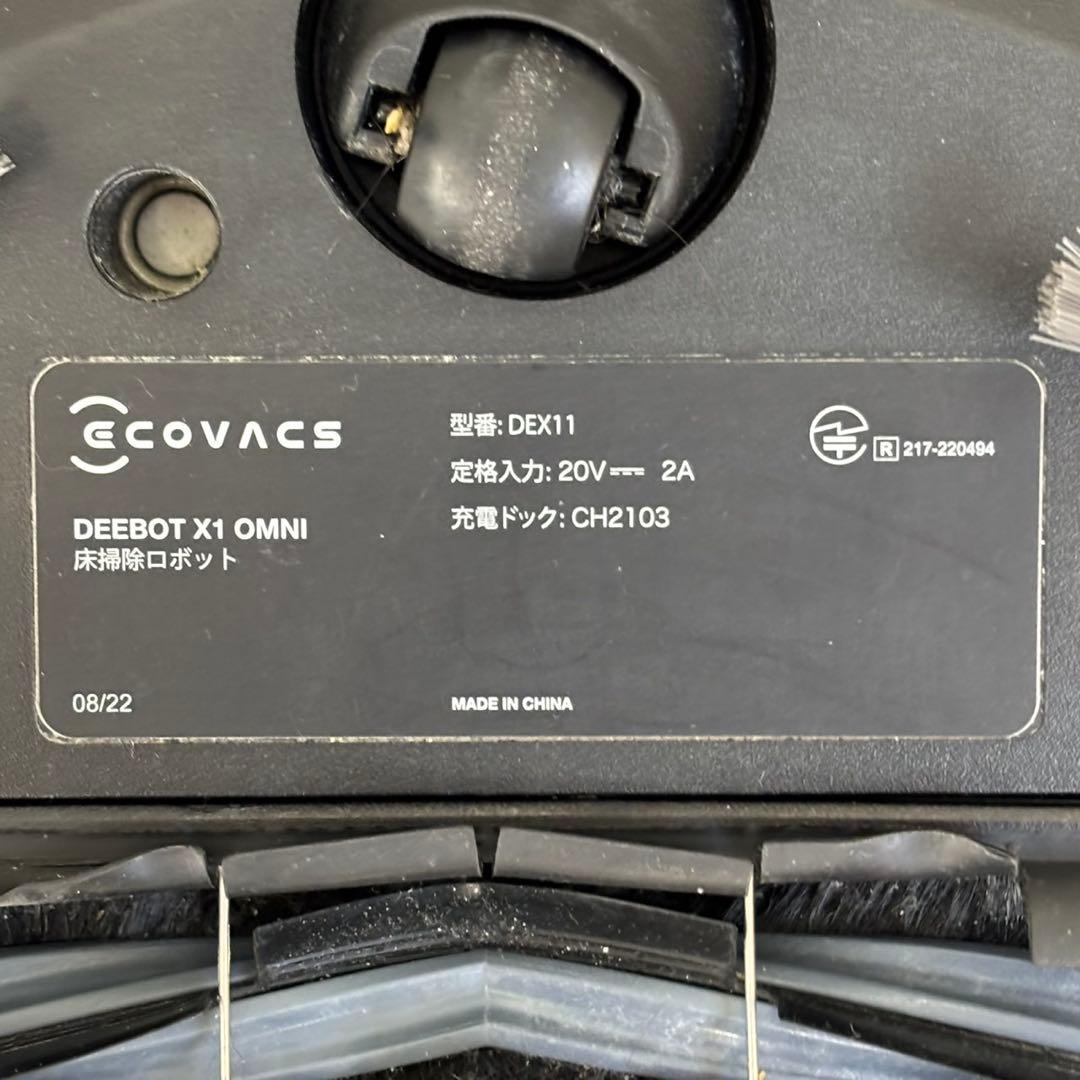 ECOVACS
DEEBOT X1 OMNI
床掃除ロボット
08/22
型番: DEX11
定格入力: 20V⎓ 2A
充電ドック: CH2103
MADE IN CHINA
R 217-220494